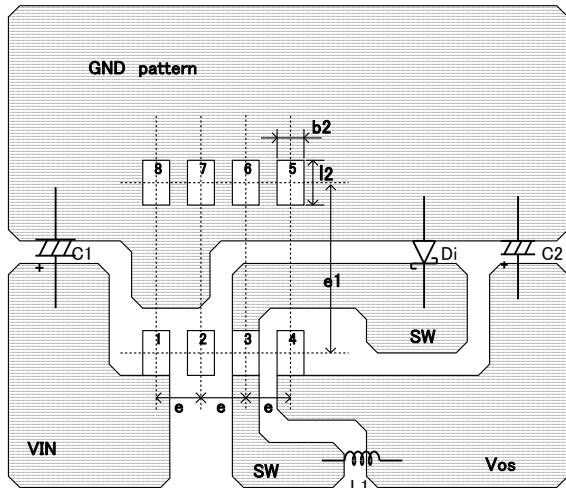 GND pattern
b2
8 7 6 5
l2
+ C1
Di
+ C2
e1
1 2 3 4
SW
e e e
VIN
SW
Vos
L1